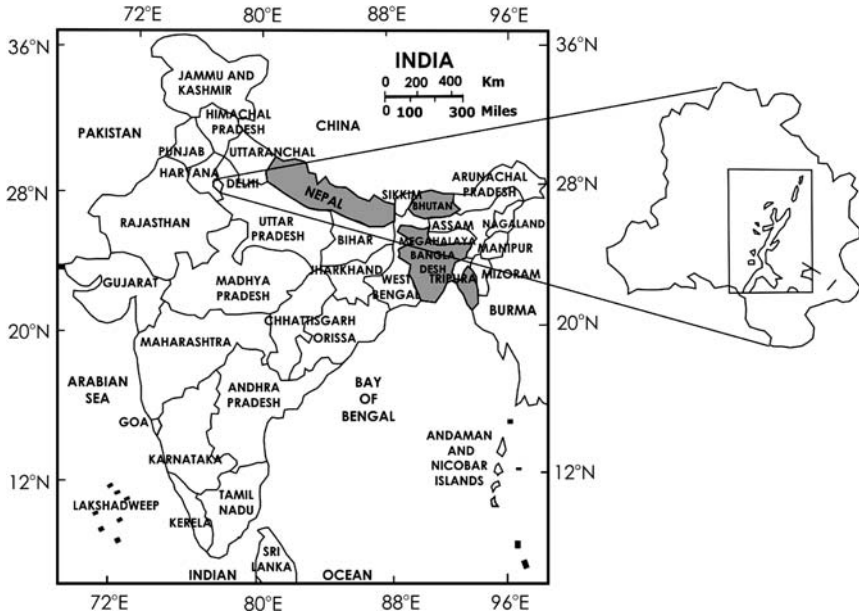 72°E 80°E 88°E 96°E
36°N 36°N
INDIA
0 200 400 Km
0 100 300 Miles
JAMMU AND
KASHMIR
HIMACHAL
PRADESH
CHINA
PAKISTAN
PUNJAB
UTTARANCHAL
HARYANA
DELHI
ARUNACHAL
PRADESH
28°N 28°N
NEPAL
SIKKIM
BHUTAN
RAJASTHAN
UTTAR
PRADESH
ASSAM
NAGALAND
BIHAR
MEGAHALAYA
MANIPUR
BANGLA
DESH
JHARKHAND
GUJARAT
MADHYA
PRADESH
WEST
BENGAL
TRIPURA
MIZORAM
BURMA
20°N 20°N
CHHATISGARH
ORISSA
MAHARASHTRA
ARABIAN
SEA
ANDHRA
PRADESH
BAY
OF
BENGAL
GOA
KARNATAKA
ANDAMAN
AND
NICOBAR
ISLANDS
12°N 12°N
LAKSHADWEEP
TAMIL
NADU
KERELA
SRI
LANKA
INDIAN OCEAN
72°E 80°E 88°E 96°E